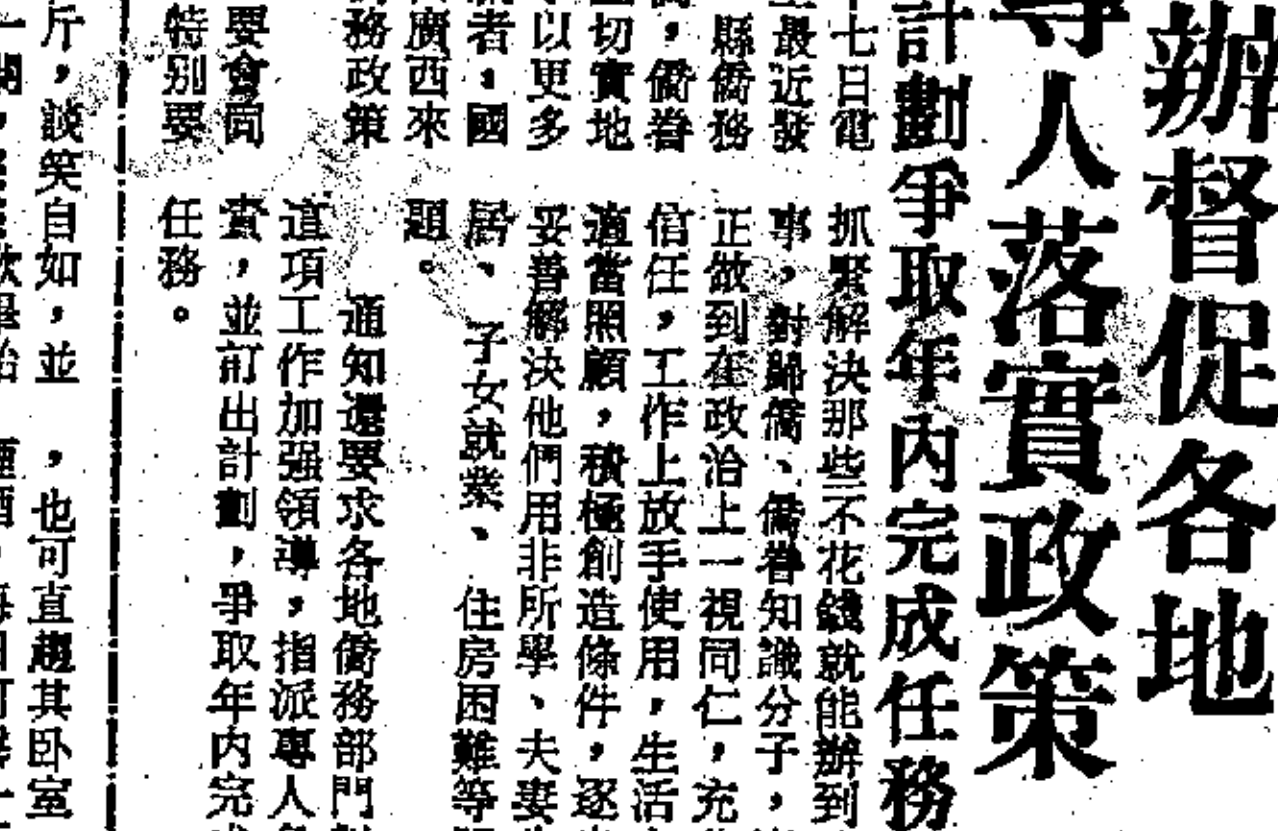 辦督促各地
專人落實政策
計劃爭取年內完成任務
十七日電
最近發
縣僑務
，僑眷
切實地
以更多
者。國
廣西來
務政策
要會同
特别要
抓緊解決那些不花錢就能辦到
事，對歸僑、僑眷知識分子，
正做到在政治上一視同仁，充
信任，工作上放手使用，生活
適當照顧，積極創造條件，逐
妥善解決他們用非所學、夫妻
居、子女就業、住房困難等
題。
通知還要求各地僑務部門
這項工作加强領導，指派專人
責，並訂出計劃，爭取年内完
任務。
斤，談笑自如，並
，也可直趨其卧室